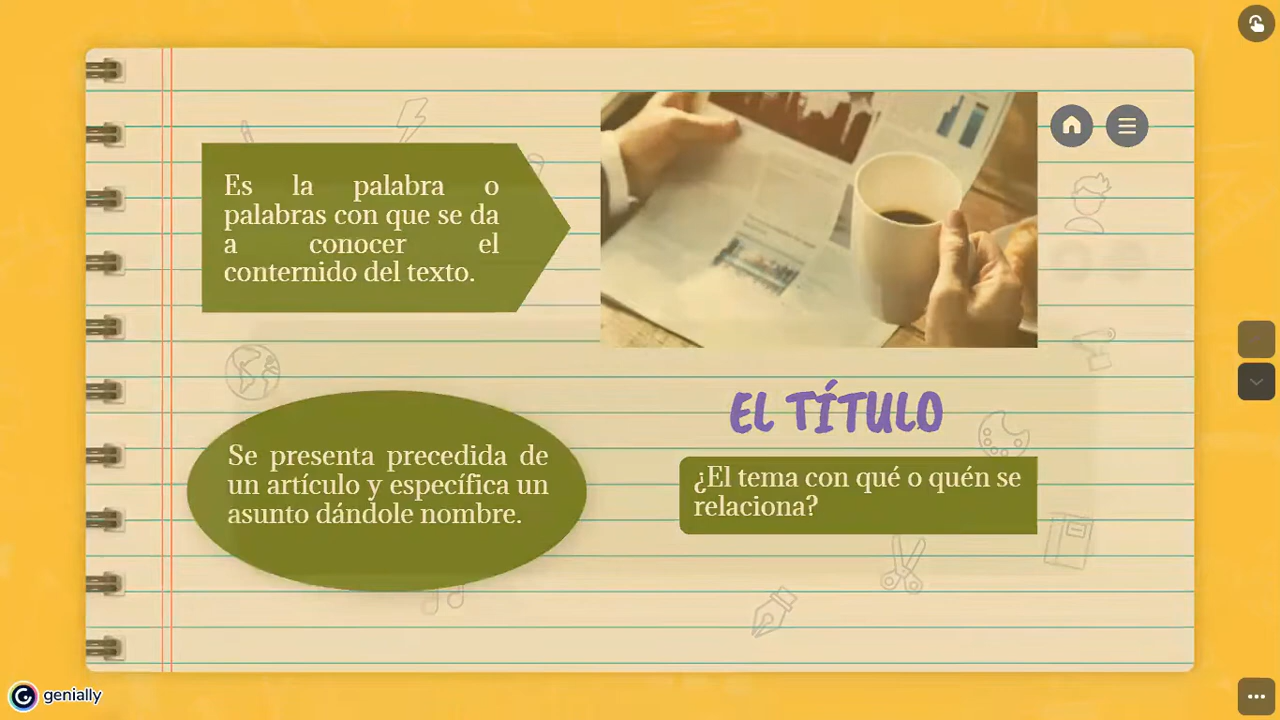 Es la palabra o
palabras con que se da
a conocer el
conternido del texto.
EL TÍTULO
Se presenta precedida de
un artículo y específica un
asunto dándole nombre.
¿El tema con qué o quén se
relaciona?
genially